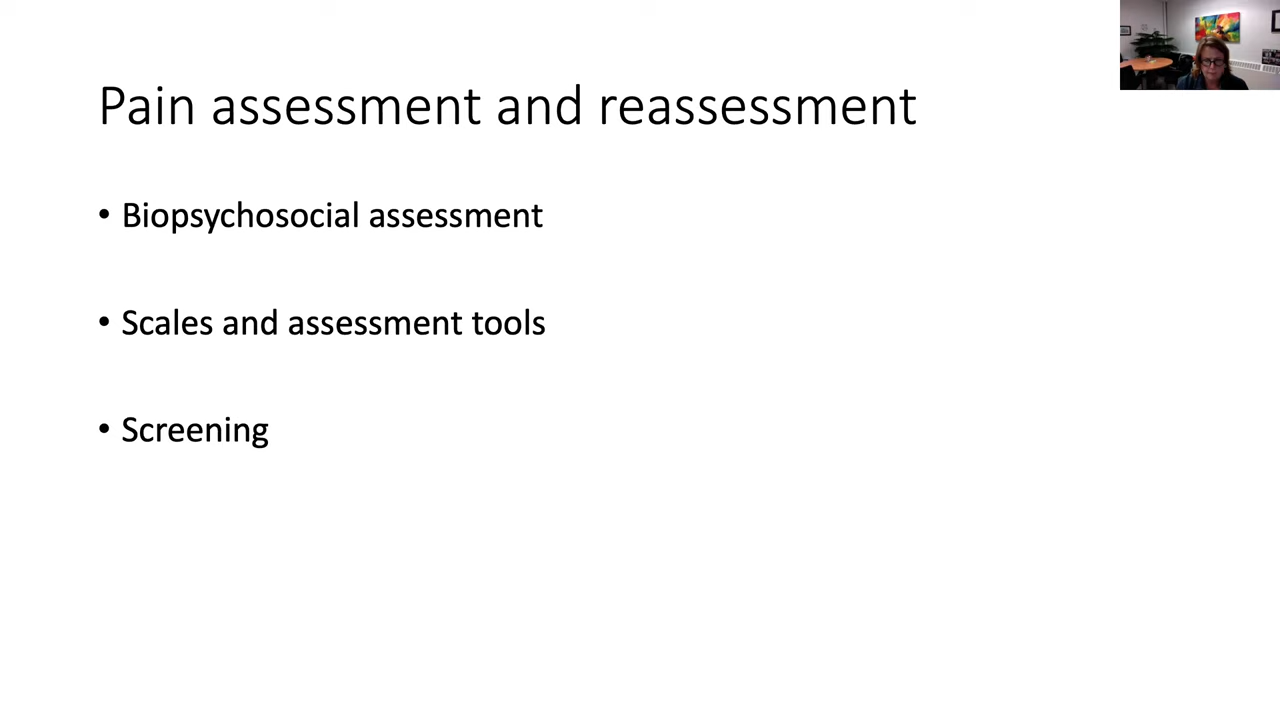 Pain assessment and reassessment
• Biopsychosocial assessment
• Scales and assessment tools
• Screening